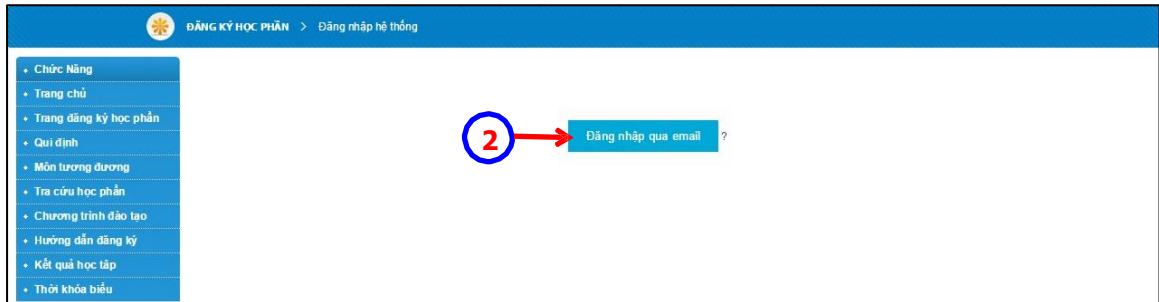 ĐĂNG KÝ HỌC PHẦN > Đăng nhập hệ thống
Chức Năng
Trang chủ
Trang đăng ký học phần
Qui định
Môn tương đương
Tra cứu học phần
Chương trình đào tạo
Hướng dẫn đăng ký
Kết quả học tập
Thời khóa biểu
2
Đăng nhập qua email ?